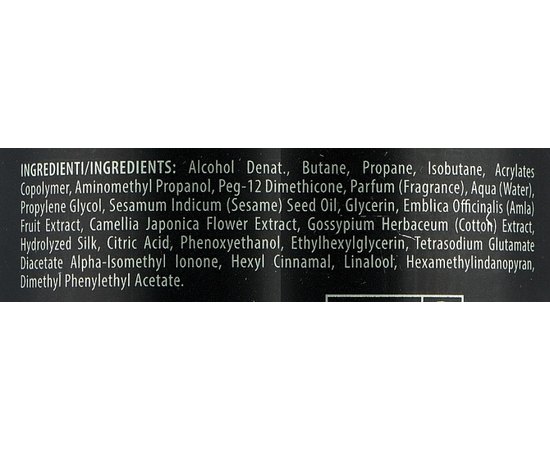 INGREDIENTI/INGREDIENTS: Alcohol Denat., Butane, Propane, Isobutane, Acrylates
Copolymer, Aminomethyl Propanol, Peg-12 Dimethicone, Parfum (Fragrance), Aqua (Water),
Propylene Glycol, Sesamum Indicum (Sesame) Seed Oil, Glycerin, Emblica Officinalis (Amla)
Fruit Extract, Camellia Japonica Flower Extract, Gossypium Herbaceum (Cotton) Extract,
Hydrolyzed Silk, Citric Acid, Phenoxyethanol, Ethylhexylglycerin, Tetrasodium Glutamate
Diacetate Alpha-Isomethyl Ionone, Hexyl Cinnamal, Linalool, Hexamethylindanopyran,
Dimethyl Phenylethyl Acetate.